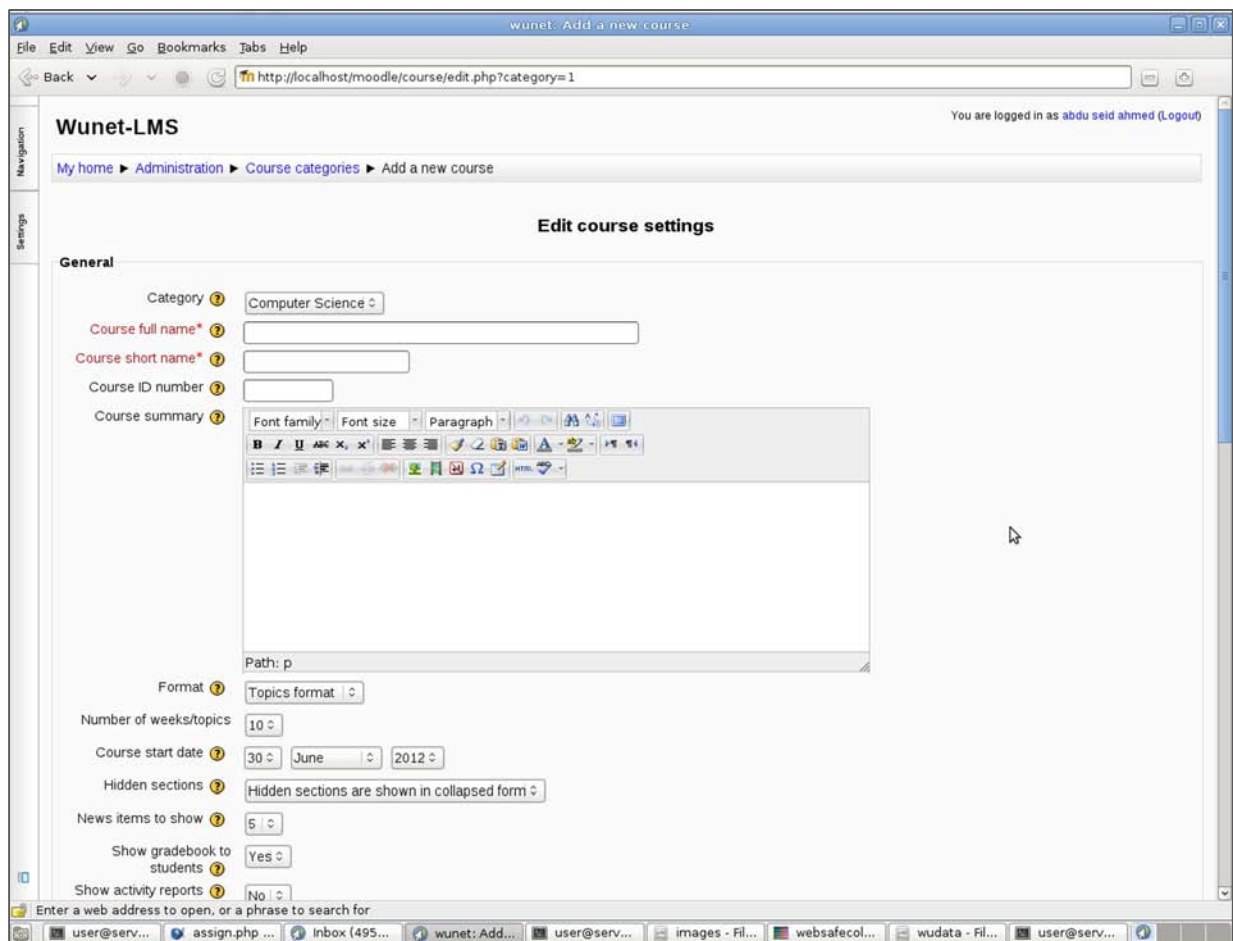 wunet: Add a new course
File Edit View Go Bookmarks Tabs Help
Back http://localhost/moodle/course/edit.php?category=1
Navigation
Settings
You are logged in as abdu seid ahmed (Logout)
Wunet-LMS
My home ► Administration ► Course categories ► Add a new course
Edit course settings
General
Category Computer Science
Course full name*
Course short name*
Course ID number
Course summary
Font family Font size Paragraph
B I U ABC X, X'
HTML
Path: p
Format Topics format
Number of weeks/topics 10
Course start date 30 June 2012
Hidden sections Hidden sections are shown in collapsed form
News items to show 5
Show gradebook to
students Yes
Show activity reports No
Enter a web address to open, or a phrase to search for
user@serv... assign.php ... Inbox (495... wunet: Add... user@serv... images - Fil... websafecol... wudata - Fil... user@serv...